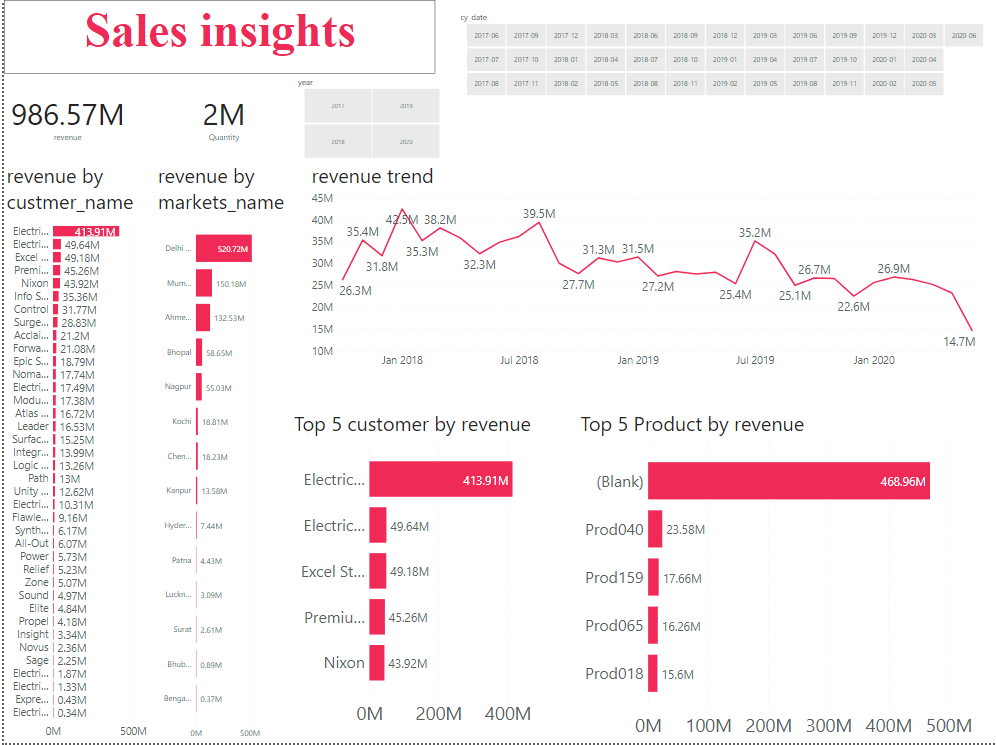 Sales insights
cy_date
2017-06 2017-09 2017-12 2018-03 2018-06 2018-09 2018-12 2019-03 2019-06 2019-09 2019-12 2020-03 2020-06
2017-07 2017-10 2018-01 2018-04 2018-07 2018-10 2019-01 2019-04 2019-07 2019-10 2020-01 2020-04
2017-08 2017-11 2018-02 2018-05 2018-08 2018-11 2019-02 2019-05 2019-08 2019-11 2020-02 2020-05
year
2017 2019
2018 2020
986.57M
revenue
2M
Quantity
revenue by
custmer_name
Electri... 413.91M
Electri... 49.64M
Excel ... 49.18M
Premi... 45.26M
Nixon 43.92M
Info S... 35.36M
Control 31.77M
Surge... 28.83M
Acclai... 21.2M
Forwa... 21.08M
Epic S... 18.79M
Noma... 17.74M
Electri... 17.49M
Modu... 17.38M
Atlas ... 16.72M
Leader 16.53M
Surfac... 15.25M
Integr... 13.99M
Logic ... 13.26M
Path 13M
Unity ... 12.62M
Electri... 10.31M
Flawle... 9.16M
Synth... 6.17M
All-Out 6.07M
Power 5.73M
Relief 5.23M
Zone 5.07M
Sound 4.97M
Elite 4.84M
Propel 4.18M
Insight 3.34M
Novus 2.36M
Sage 2.25M
Electri... 1.87M
Electri... 1.33M
Expre... 0.43M
Electri... 0.34M
0M 500M
revenue by
markets_name
Delhi ... 520.72M
Mum... 150.18M
Ahme... 132.53M
Bhopal 58.65M
Nagpur 55.03M
Kochi 18.81M
Chen... 18.23M
Kanpur 13.58M
Hyder... 7.44M
Patna 4.43M
Luckn... 3.09M
Surat 2.61M
Bhub... 0.89M
Benga... 0.37M
0M 500M
revenue trend
45M
40M
35M
30M
25M
20M
15M
10M
26.3M 35.4M 31.8M 42.5M 35.3M 38.2M 32.3M 39.5M 27.7M 31.3M 31.5M 27.2M 25.4M 35.2M 25.1M 26.7M 22.6M 26.9M 14.7M
Jan 2018 Jul 2018 Jan 2019 Jul 2019 Jan 2020
Top 5 customer by revenue
Electric... 413.91M
Electric... 49.64M
Excel St... 49.18M
Premiu... 45.26M
Nixon 43.92M
0M 200M 400M
Top 5 Product by revenue
(Blank) 468.96M
Prod040 23.58M
Prod159 17.66M
Prod065 16.26M
Prod018 15.6M
0M 100M 200M 300M 400M 500M